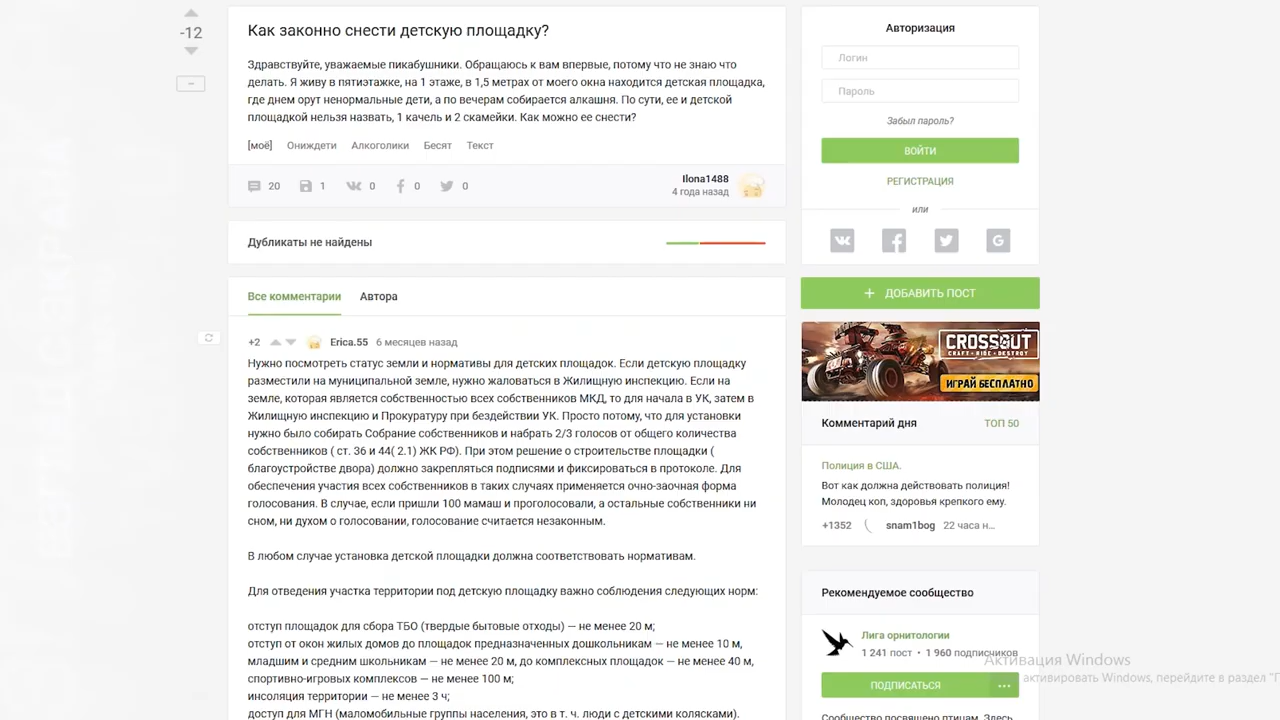 -12
Как законно снести детскую площадку?
Здравствуйте, уважаемые пикабушники. Обращаюсь к вам впервые, потому что не знаю что
делать. Я живу в пятиэтажке, на 1 этаже, в 1,5 метрах от моего окна находится детская площадка,
где днем орут ненормальные дети, а по вечерам собирается алкашня. По сути, ее и детской
площадкой нельзя назвать, 1 качель и 2 скамейки. Как можно ее снести?
[моё] Ониждети Алкоголики Бесят Текст
20 1 0 0 0
Ilona1488
4 года назад
Дубликаты не найдены
Все комментарии Автора
+2 Erica.55 6 месяцев назад
Нужно посмотреть статус земли и нормативы для детских площадок. Если детскую площадку
разместили на муниципальной земле, нужно жаловаться в Жилищную инспекцию. Если на
земле, которая является собственностью всех собственников МКД, то для начала в УК, затем в
Жилищную инспекцию и Прокуратуру при бездействии УК. Просто потому, что для установки
нужно было собирать Собрание собственников и набрать 2/3 голосов от общего количества
собственников ( ст. 36 и 44( 2.1) ЖК РФ). При этом решение о строительстве площадки (
благоустройстве двора) должно закрепляться подписями и фиксироваться в протоколе. Для
обеспечения участия всех собственников в таких случаях применяется очно-заочная форма
голосования. В случае, если пришли 100 мамаш и проголосовали, а остальные собственники ни
сном, ни духом о голосовании, голосование считается незаконным.
В любом случае установка детской площадки должна соответствовать нормативам.
Для отведения участка территории под детскую площадку важно соблюдения следующих норм:
отступ площадок для сбора ТБО (твердые бытовые отходы) — не менее 20 м;
отступ от окон жилых домов до площадок предназначенных дошкольникам — не менее 10 м,
младшим и средним школьникам — не менее 20 м, до комплексных площадок — не менее 40 м,
спортивно-игровых комплексов — не менее 100 м;
инсоляция территории — не менее 3 ч;
доступ для МГН (маломобильные группы населения, это в т. ч. люди с детскими колясками).
Авторизация
Логин
Пароль
Забыл пароль?
ВОЙТИ
РЕГИСТРАЦИЯ
или
G
+ ДОБАВИТЬ ПОСТ
CROSSOUT
CRAFT • RIDE • DESTROY
ИГРАЙ БЕСПЛАТНО
Комментарий дня ТОП 50
Полиция в США.
Вот как должна действовать полиция!
Молодец коп, здоровья крепкого ему.
+1352 snam1bog 22 часа н...
Рекомендуемое сообщество
Лига орнитологии
1 241 пост • 1 960 подписчиков
ПОДПИСАТЬСЯ ...
Сообщество посвящено птицам. Здесь
Активация Windows
активировать Windows, перейдите в раздел "П